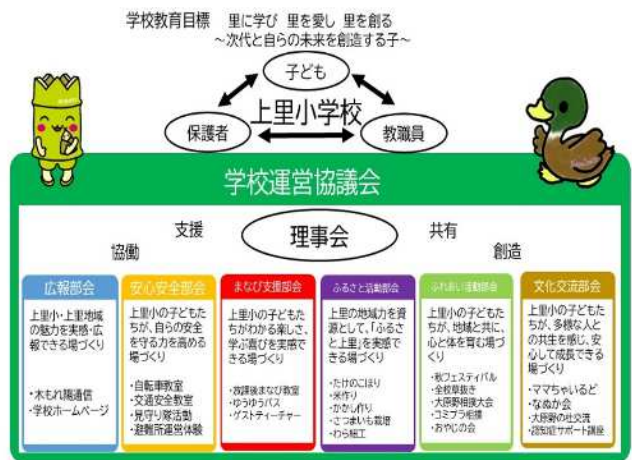 学校教育目標　里に学び 里を愛し 里を創る
～次代と自らの未来を創造する子～
子ども
上里小学校
保護者
教職員
学校運営協議会
支援
理事会
共有
協働
創造
広報部会
上里小・上里地域
の魅力を実感・広
報できる場づくり
・木もれ陽通信
・学校ホームページ
安心安全部会
上里小の子どもた
ちが、自らの安全
を守る力を高める
場づくり
・自転車教室
・交通安全教室
・見守り隊活動
・避難所運営体験
まなび支援部会
上里小の子どもた
ちがわかる楽しさ、
学ぶ喜びを実感で
きる場づくり
・放課後まなび教室
・ゆうゆうパス
・ゲストティーチャー
ふるさと活動部会
上里の地域力を資
源として、「ふるさ
と上里」を実感で
きる場づくり
・たけのこほり
・米作り
・かかし作り
・さつまいも栽培
・わら細工
ふれあい活動部会
上里小の子どもた
ちが、地域と共に、
心と体を育む場づ
くり
・秋フェスティバル
・全校草抜き
・大原野相撲大会
・コミプラ相撲
・おやじの会
文化交流部会
上里小の子どもた
ちが、多様な人と
の共生を感じ、安
心して成長できる
場づくり
・ママちゃいるど
・なぬか会
・大原野の社交流
・認知症サポート講座